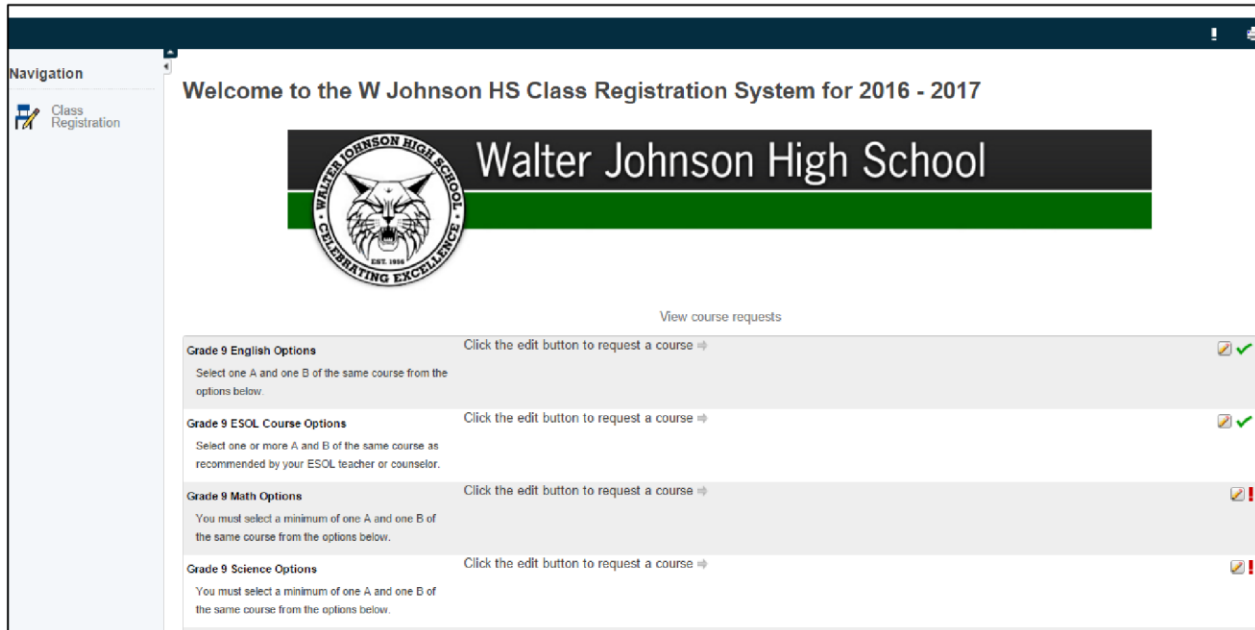 Navigation
Class
Registration
Welcome to the W Johnson HS Class Registration System for 2016 - 2017
WALTER JOHNSON HIGH SCHOOL
CELEBRATING EXCELLENCE
EST. 1956
Walter Johnson High School
View course requests
Grade 9 English Options
Click the edit button to request a course
Select one A and one B of the same course from the
options below.
Grade 9 ESOL Course Options
Click the edit button to request a course
Select one or more A and B of the same course as
recommended by your ESOL teacher or counselor.
Grade 9 Math Options
Click the edit button to request a course
You must select a minimum of one A and one B of
the same course from the options below.
Grade 9 Science Options
Click the edit button to request a course
You must select a minimum of one A and one B of
the same course from the options below.